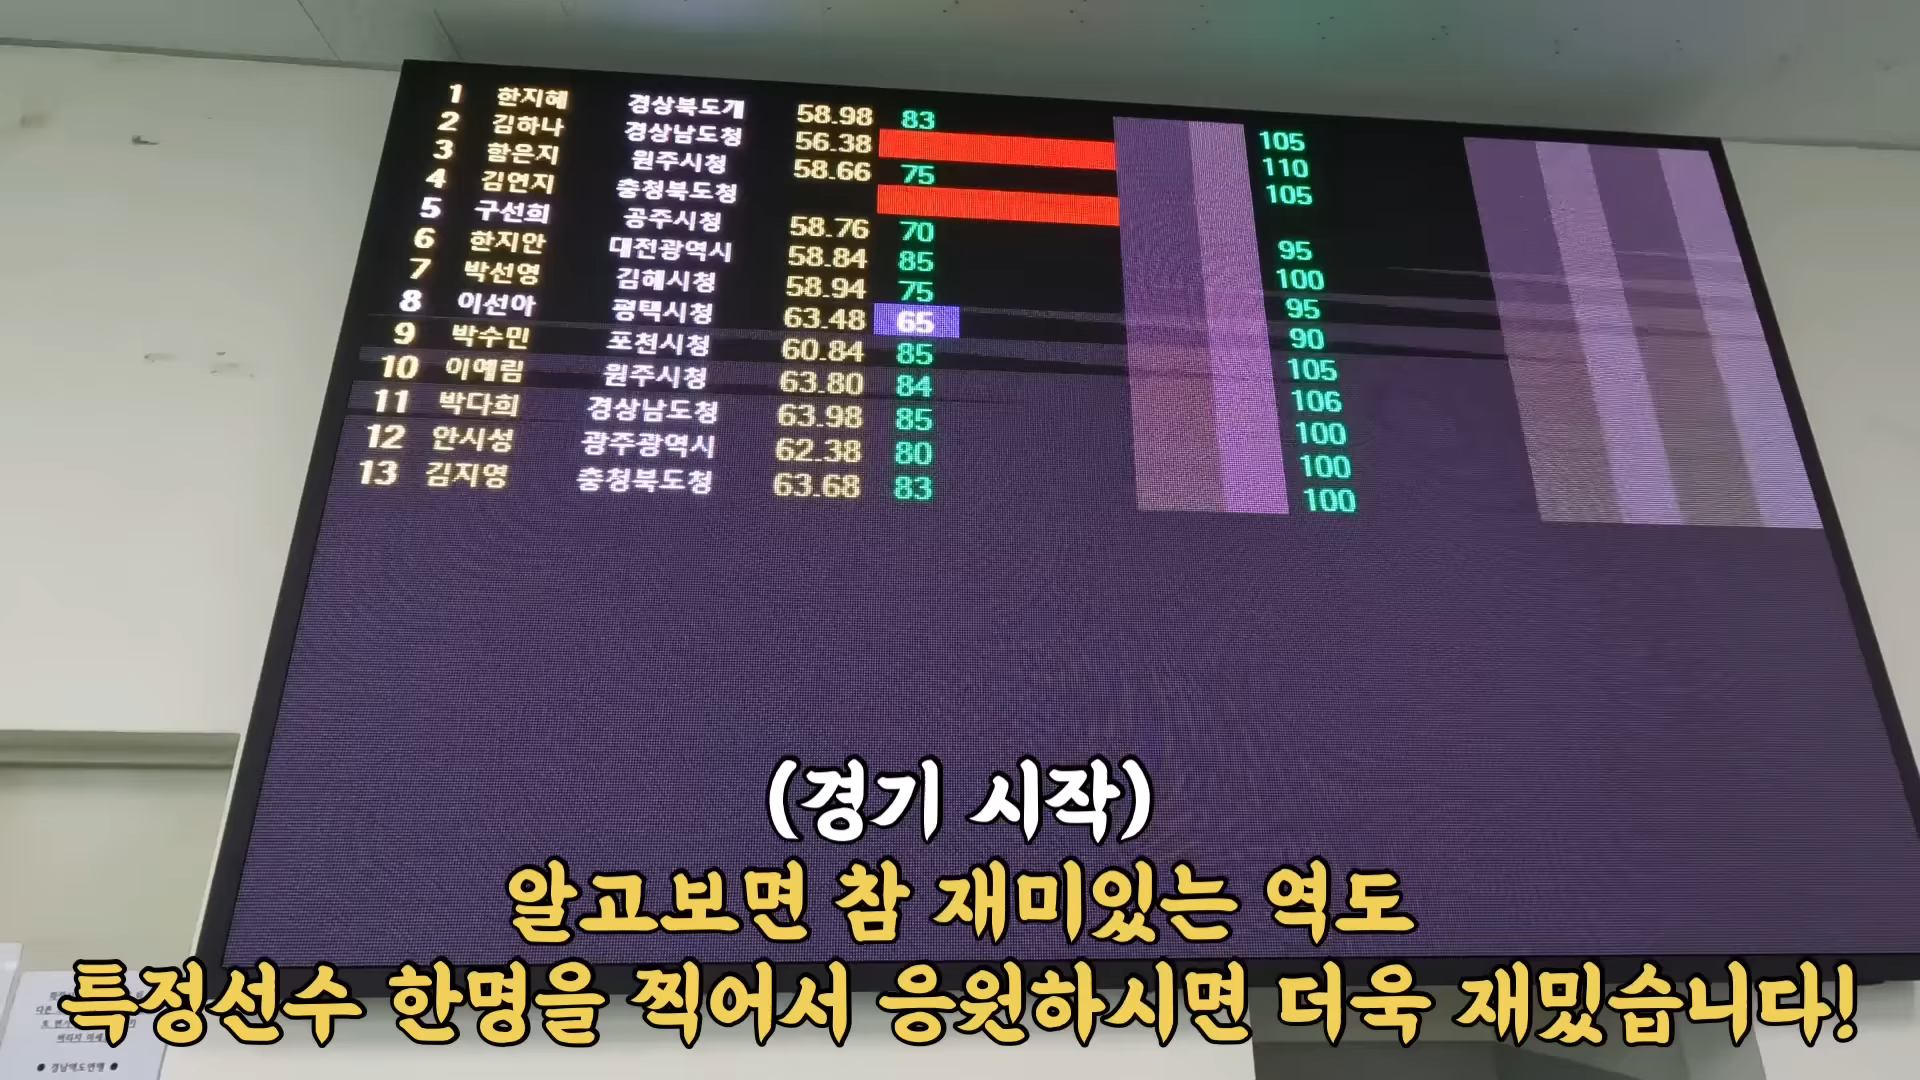 1 한지혜 경상북도개 58.98 83 105
2 김하나 경상남도청 56.38 110
3 함은지 원주시청 58.66 75 105
4 김연지 충청북도청
5 구선희 공주시청 58.76 70 95
6 한지안 대전광역시 58.84 85 100
7 박선영 김해시청 58.94 75 95
8 이선아 평택시청 63.48 65 90
9 박수민 포천시청 60.84 85 105
10 이예림 원주시청 63.80 84 106
11 박다희 경상남도청 63.98 85 100
12 안시성 광주광역시 62.38 80 100
13 김지영 충청북도청 63.68 83 100
(경기 시작)
알고보면 참 재미있는 역도
특정선수 한명을 찍어서 응원하시면 더욱 재밌습니다!
● 경남역도연맹 ●